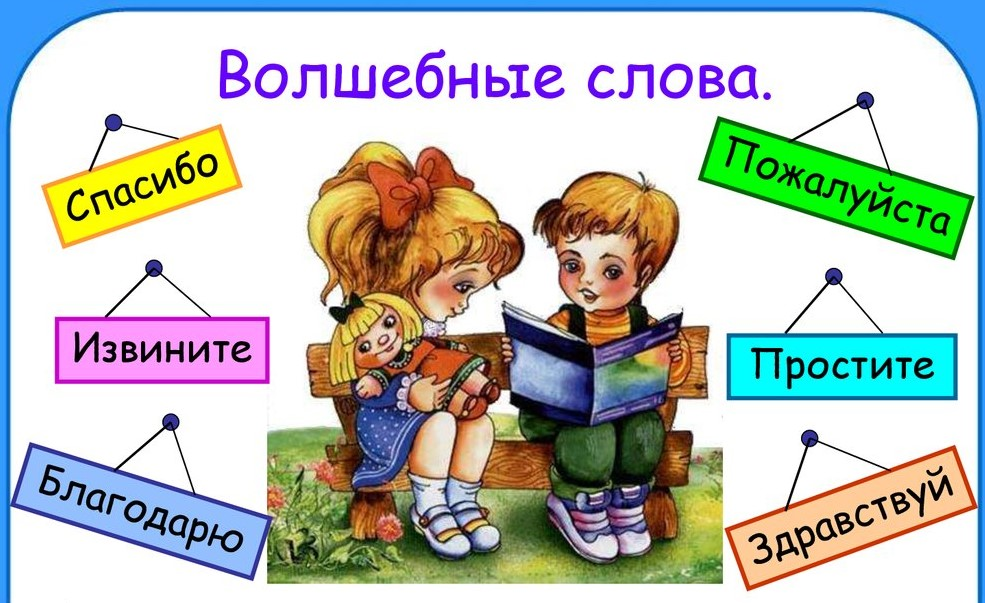 Волшебные слова.
Спасибо
Пожалуйста
Извините
Простите
Благодарю
Здравствуй